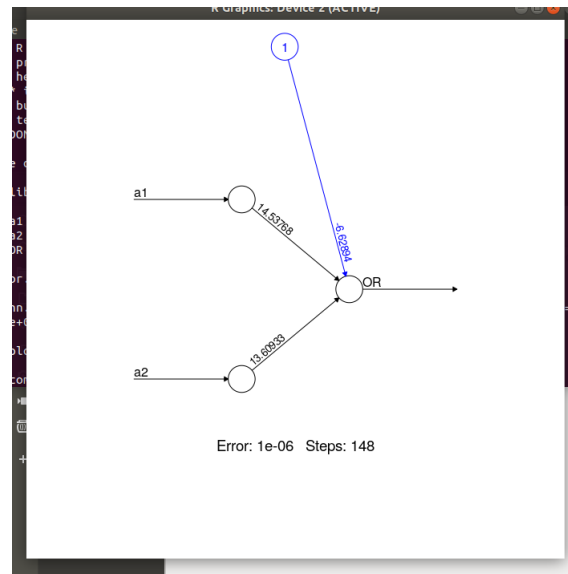 R Graphics: Device 2 (ACTIVE)
1
a1
14.53768
-6.62894
OR
13.60933
a2
Error: 1e-06 Steps: 148